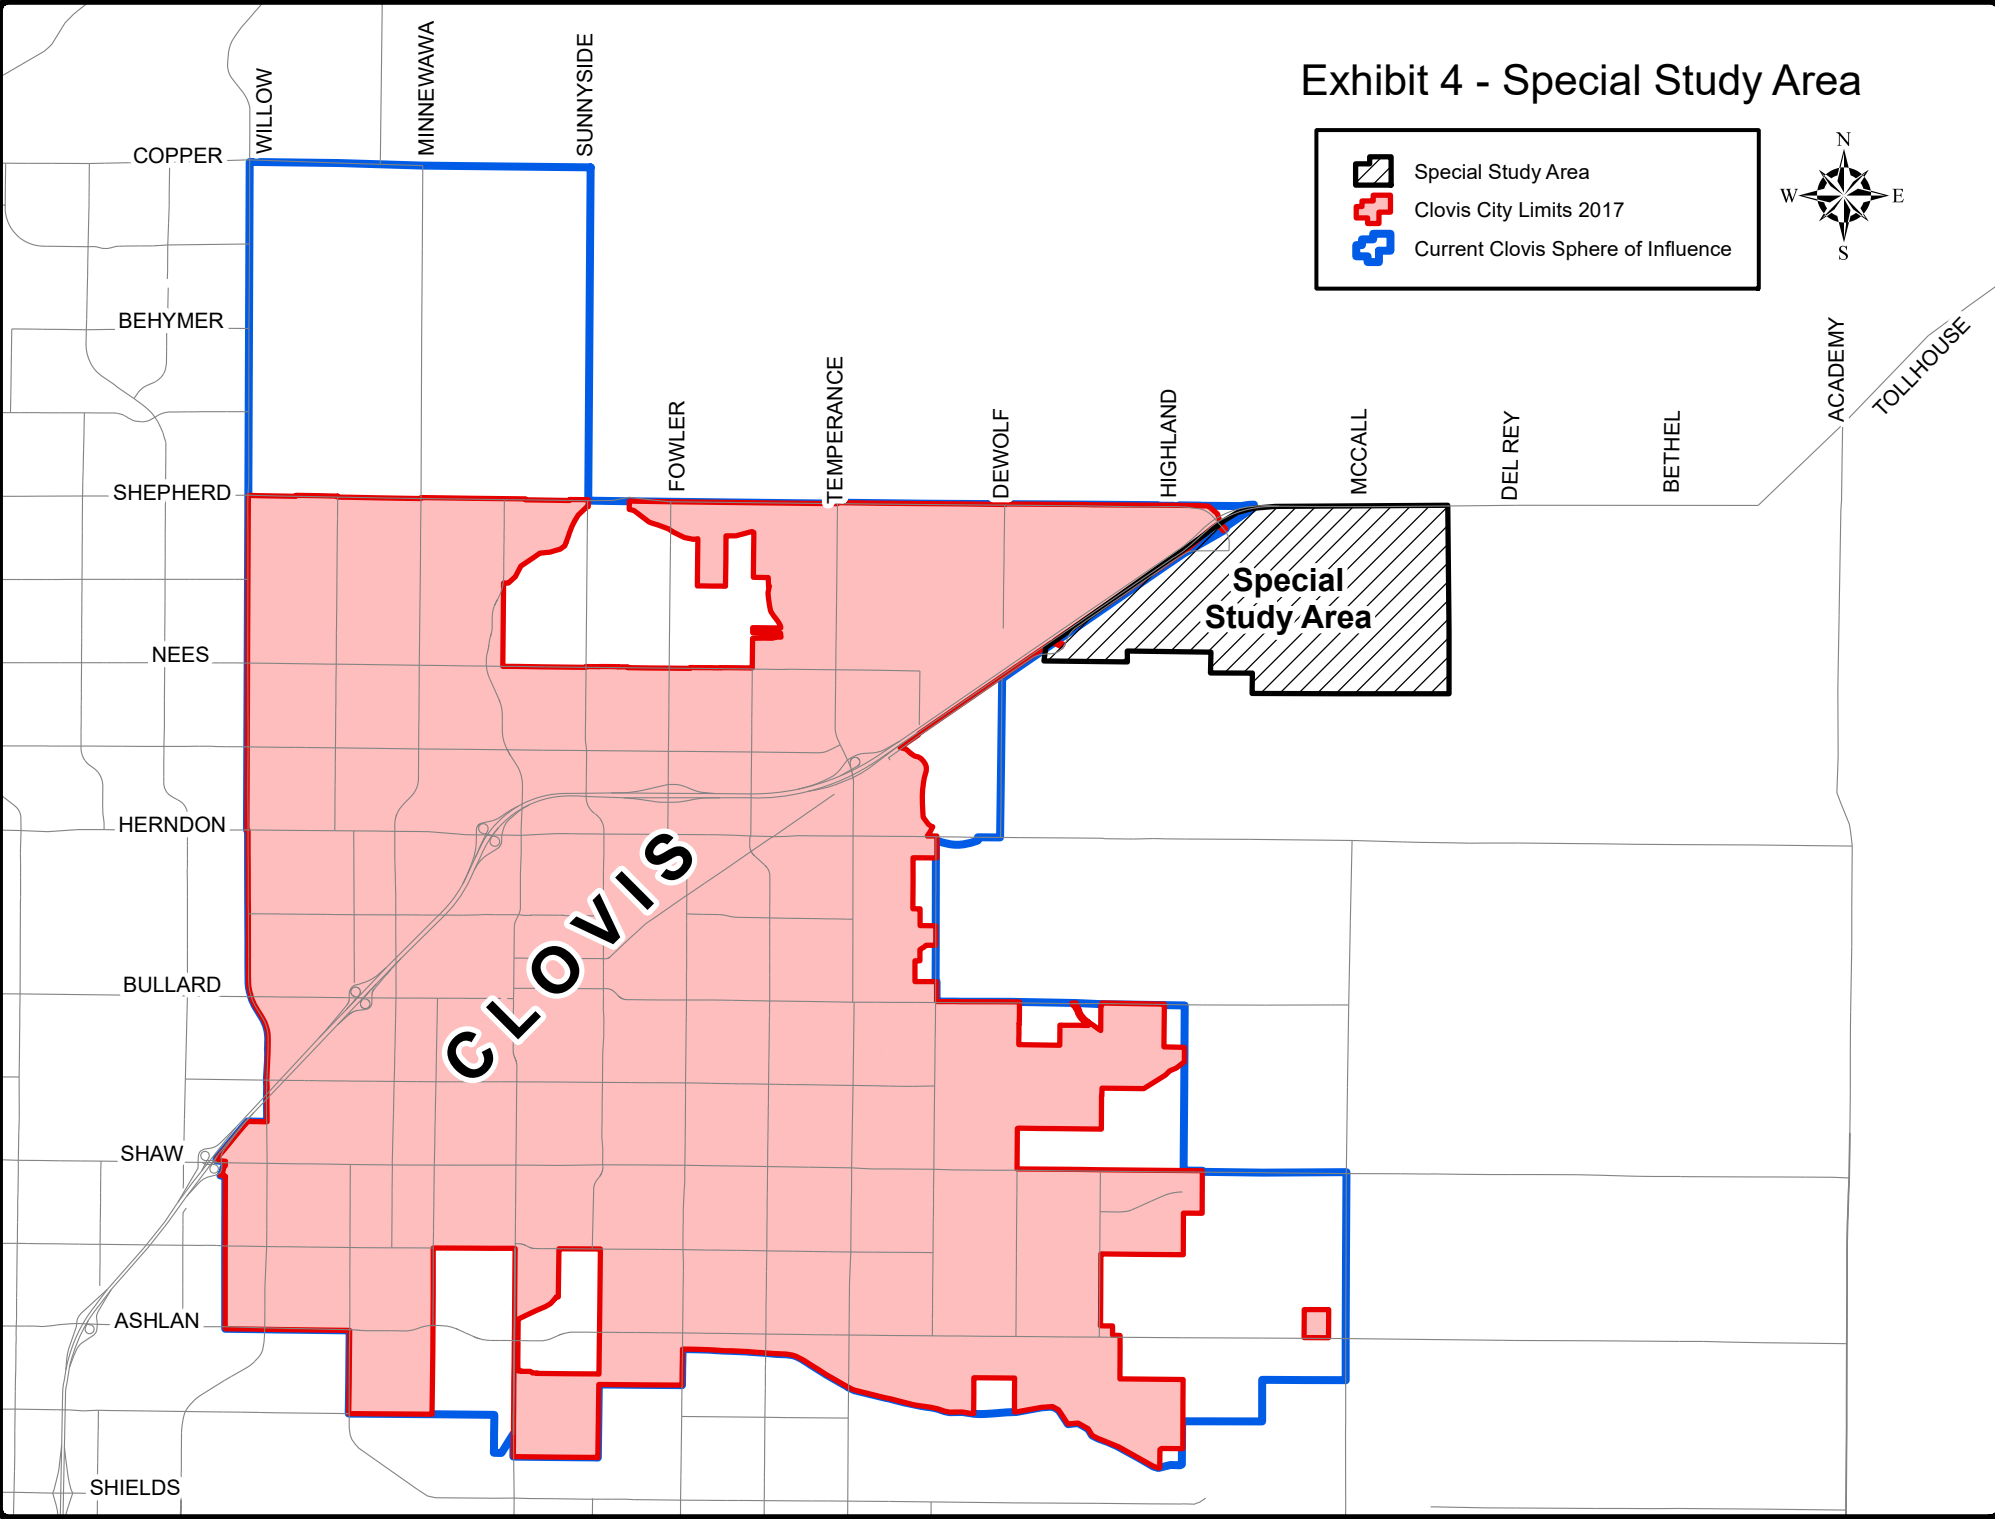 Exhibit 4 - Special Study Area
Special Study Area
Clovis City Limits 2017
Current Clovis Sphere of Influence
N
W
E
S
WILLOW
MINNEWAWA
SUNNYSIDE
COPPER
BEHYMER
SHEPHERD
FOWLER
TEMPERANCE
DEWOLF
HIGHLAND
MCCALL
DEL REY
BETHEL
ACADEMY
TOLLHOUSE
Special
Study Area
NEES
HERNDON
CLOVIS
BULLARD
SHAW
ASHLAN
SHIELDS